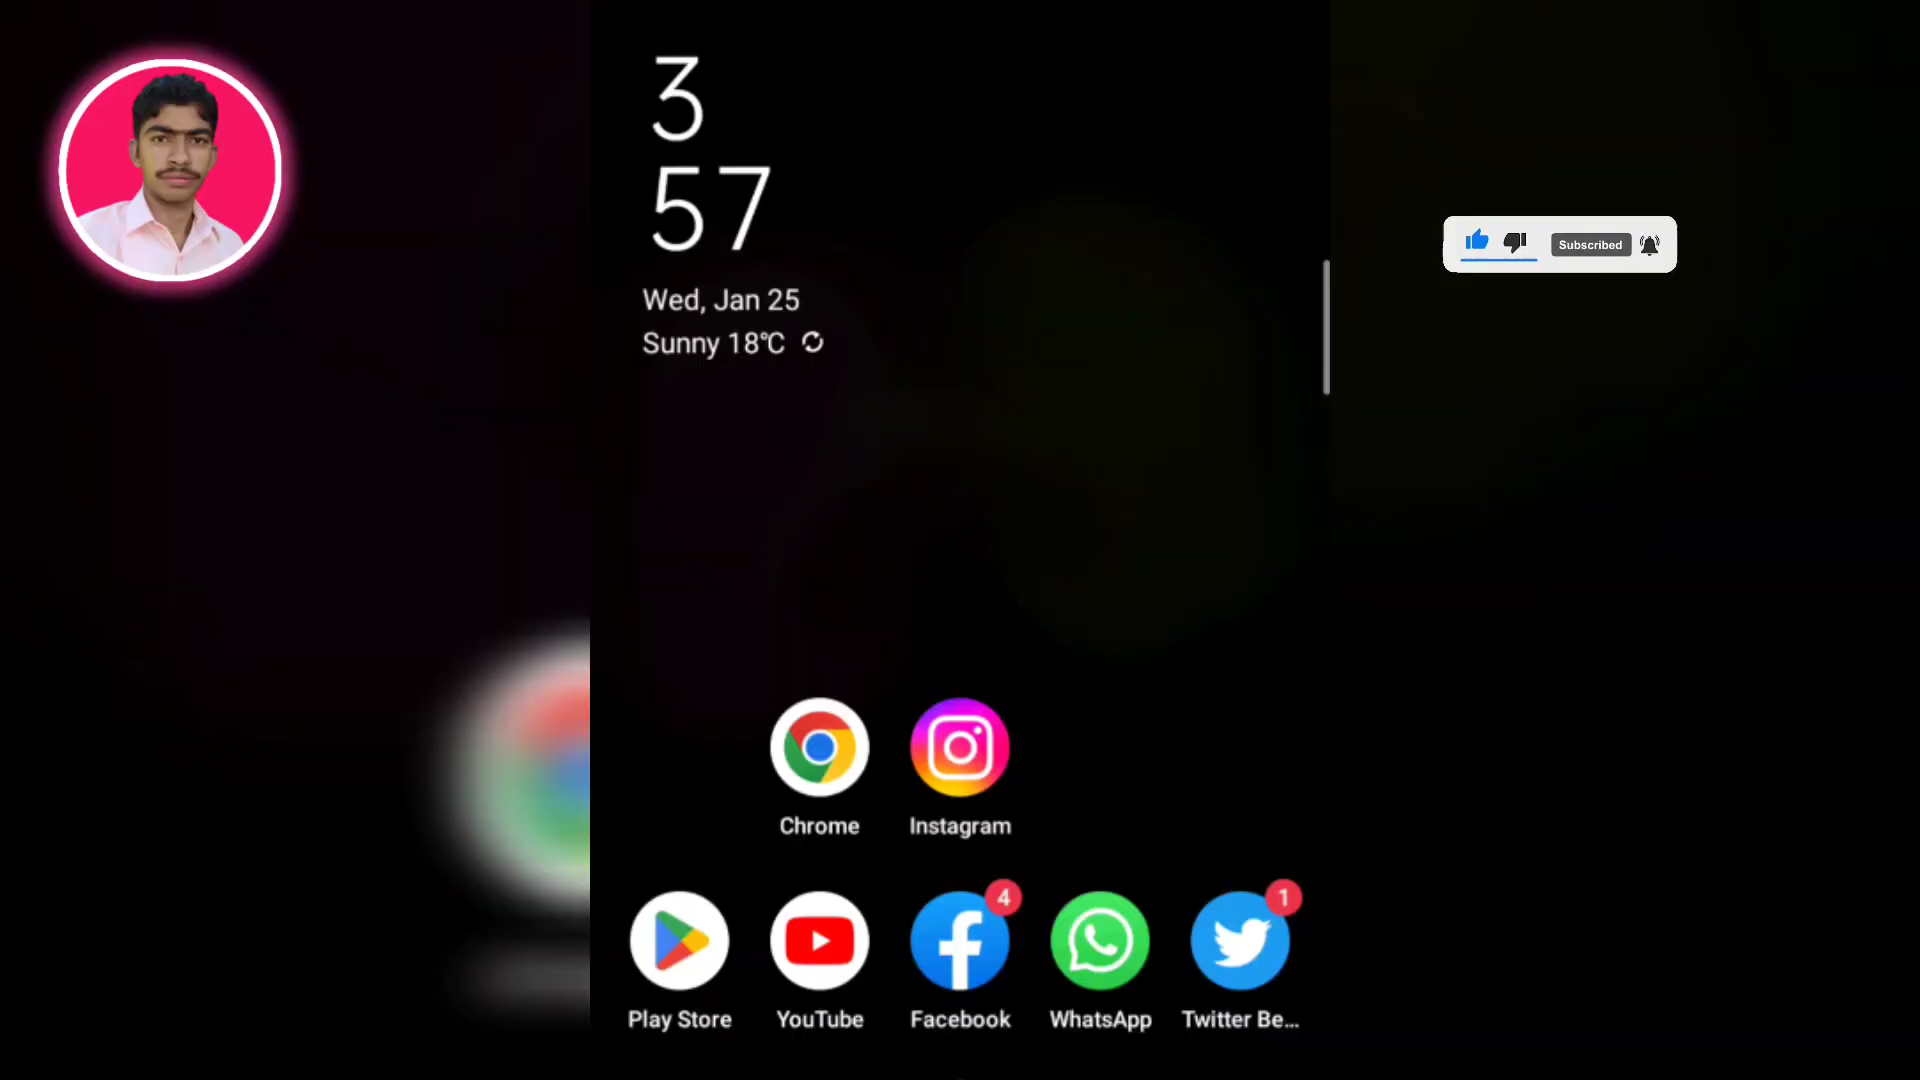 3
57
Wed, Jan 25
Sunny 18°C
Subscribed
Chrome
Instagram
4
1
Play Store
YouTube
Facebook
WhatsApp
Twitter Be...